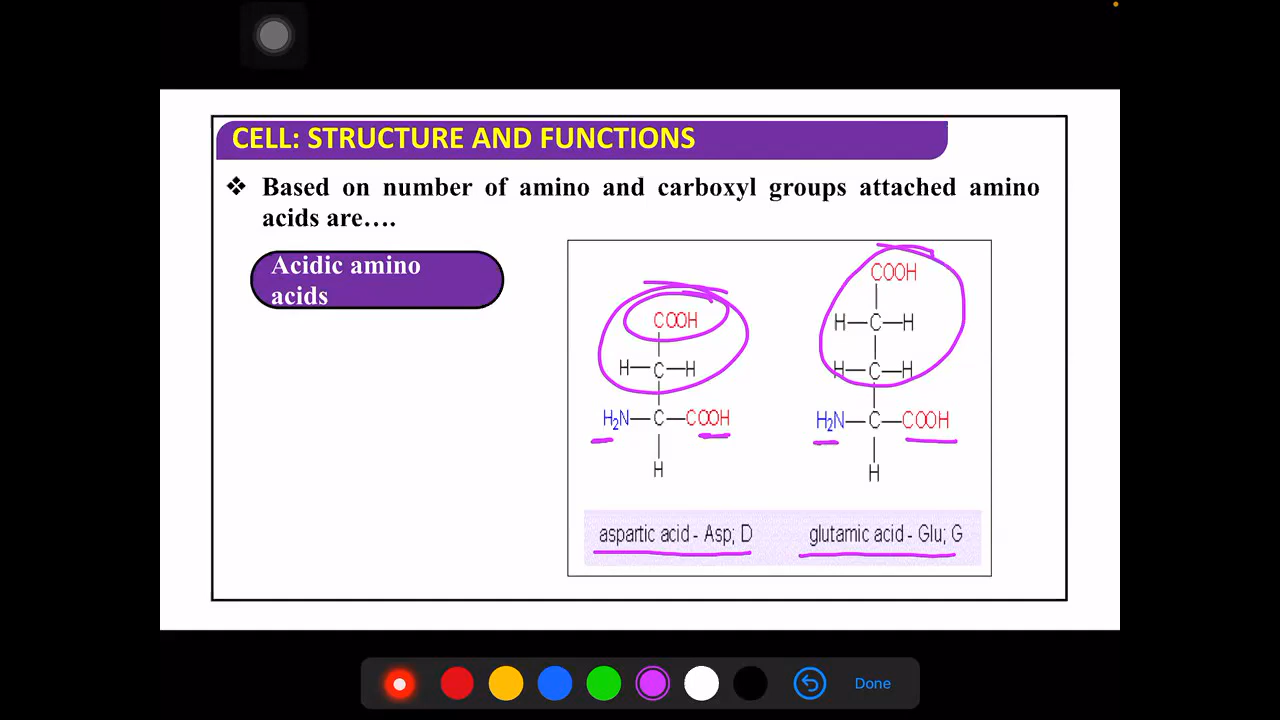 CELL: STRUCTURE AND FUNCTIONS
❖ Based on number of amino and carboxyl groups attached amino
acids are….
Acidic amino
acids
COOH
H—C—H
H₂N—C—COOH
H
COOH
H—C—H
H—C—H
H₂N—C—COOH
H
aspartic acid - Asp; D
glutamic acid - Glu; G
Done